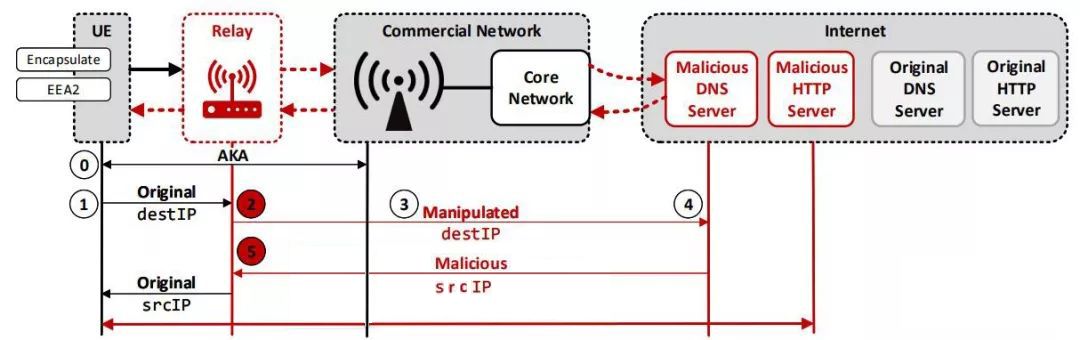 UE
Relay
Commercial Network
Internet
Encapsulate
EEA2
Core
Network
Malicious
DNS
Server
Malicious
HTTP
Server
Original
DNS
Server
Original
HTTP
Server
0
AKA
1
Original
destIP
2
3
Manipulated
destIP
4
5
Malicious
srcIP
Original
srcIP